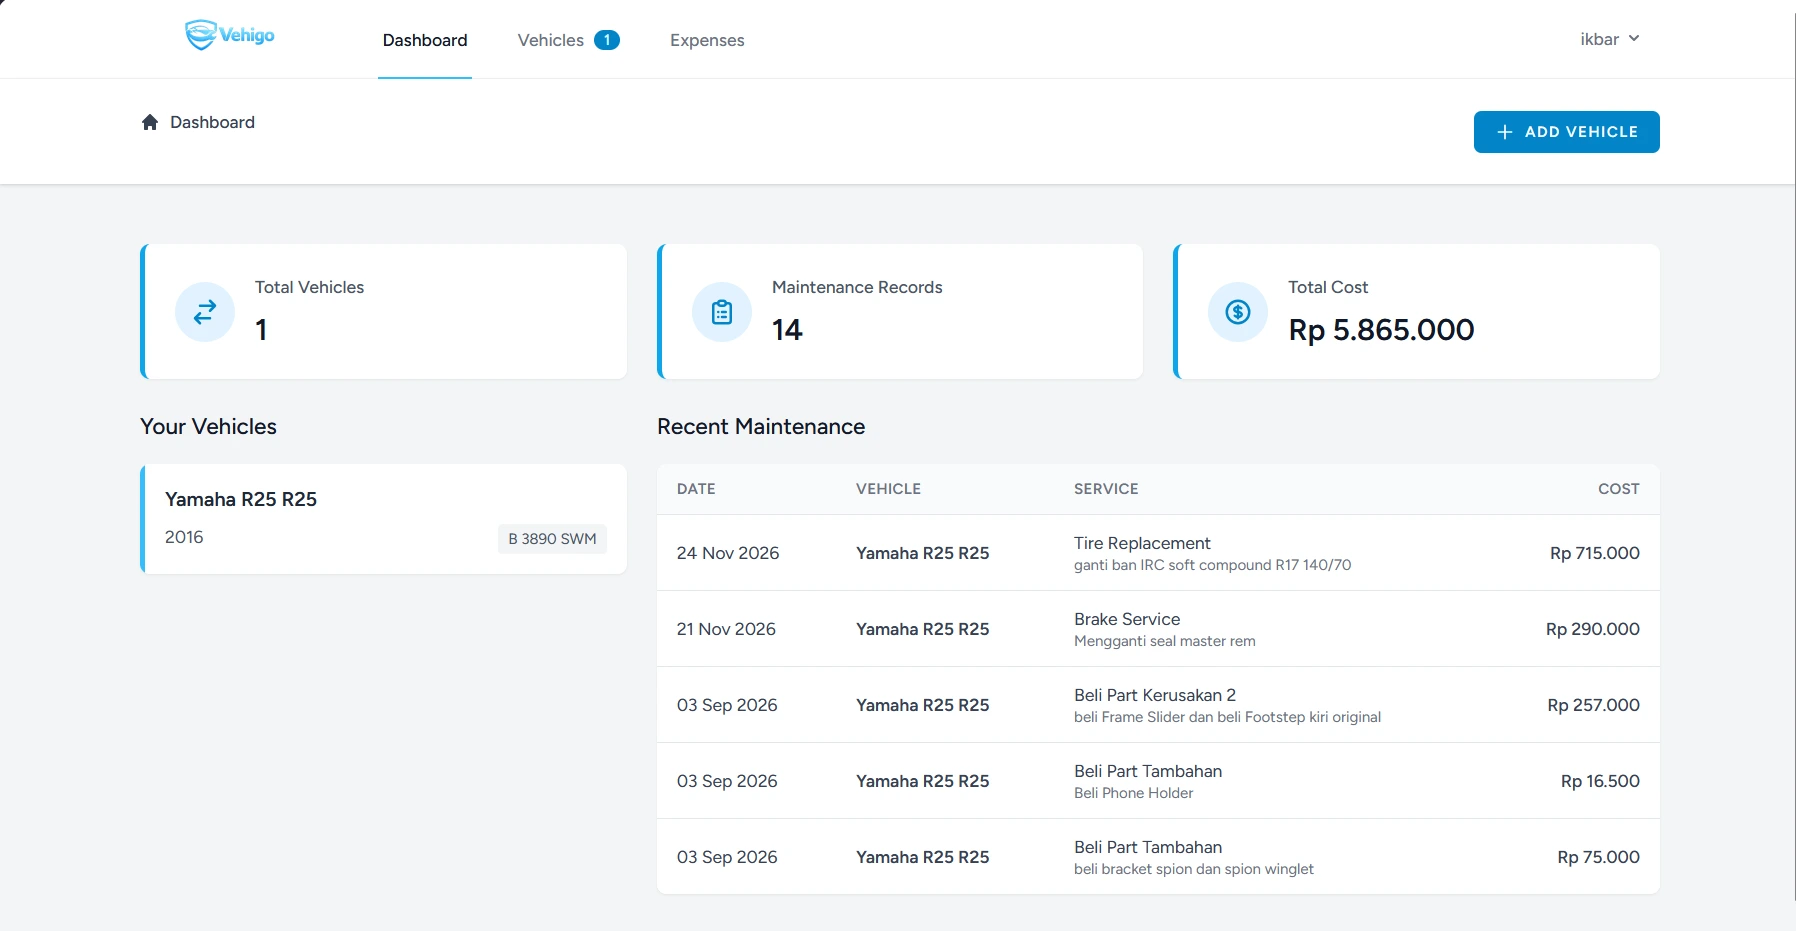 Vehigo
Dashboard
Vehicles 1
Expenses
ikbar
Dashboard
ADD VEHICLE
Total Vehicles
1
Maintenance Records
14
Total Cost
Rp 5.865.000
Your Vehicles
Yamaha R25 R25
2016
B 3890 SWM
Recent Maintenance
DATE VEHICLE SERVICE COST
24 Nov 2026 Yamaha R25 R25 Tire Replacement Rp 715.000
ganti ban IRC soft compound R17 140/70
21 Nov 2026 Yamaha R25 R25 Brake Service Rp 290.000
Mengganti seal master rem
03 Sep 2026 Yamaha R25 R25 Beli Part Kerusakan 2 Rp 257.000
beli Frame Slider dan beli Footstep kiri original
03 Sep 2026 Yamaha R25 R25 Beli Part Tambahan Rp 16.500
Beli Phone Holder
03 Sep 2026 Yamaha R25 R25 Beli Part Tambahan Rp 75.000
beli bracket spion dan spion winglet